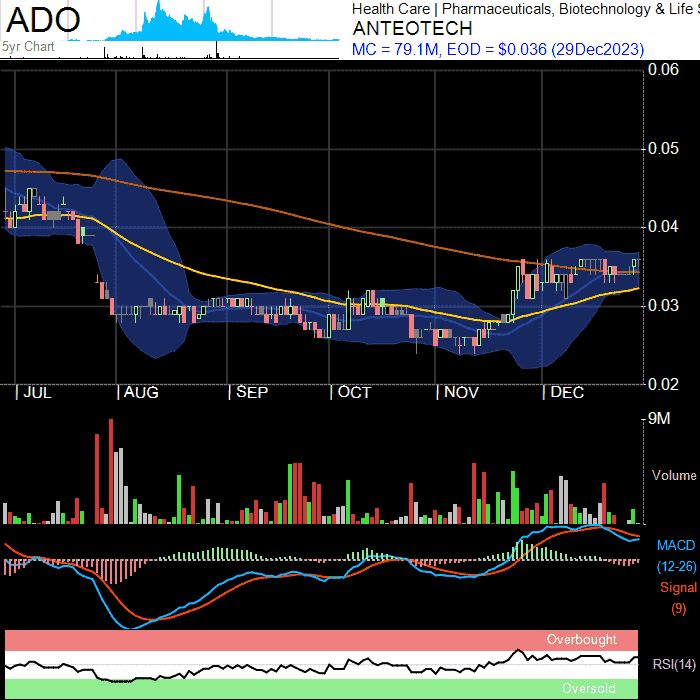 ADO
5yr Chart
Health Care | Pharmaceuticals, Biotechnology & Life S
ANTEOTECH
MC = 79.1M, EOD = $0.036 (29Dec2023)
0.06
0.05
0.04
0.03
0.02
JUL AUG SEP OCT NOV DEC
9M
Volume
MACD
(12-26)
Signal
(9)
Overbought
RSI(14)
Oversold